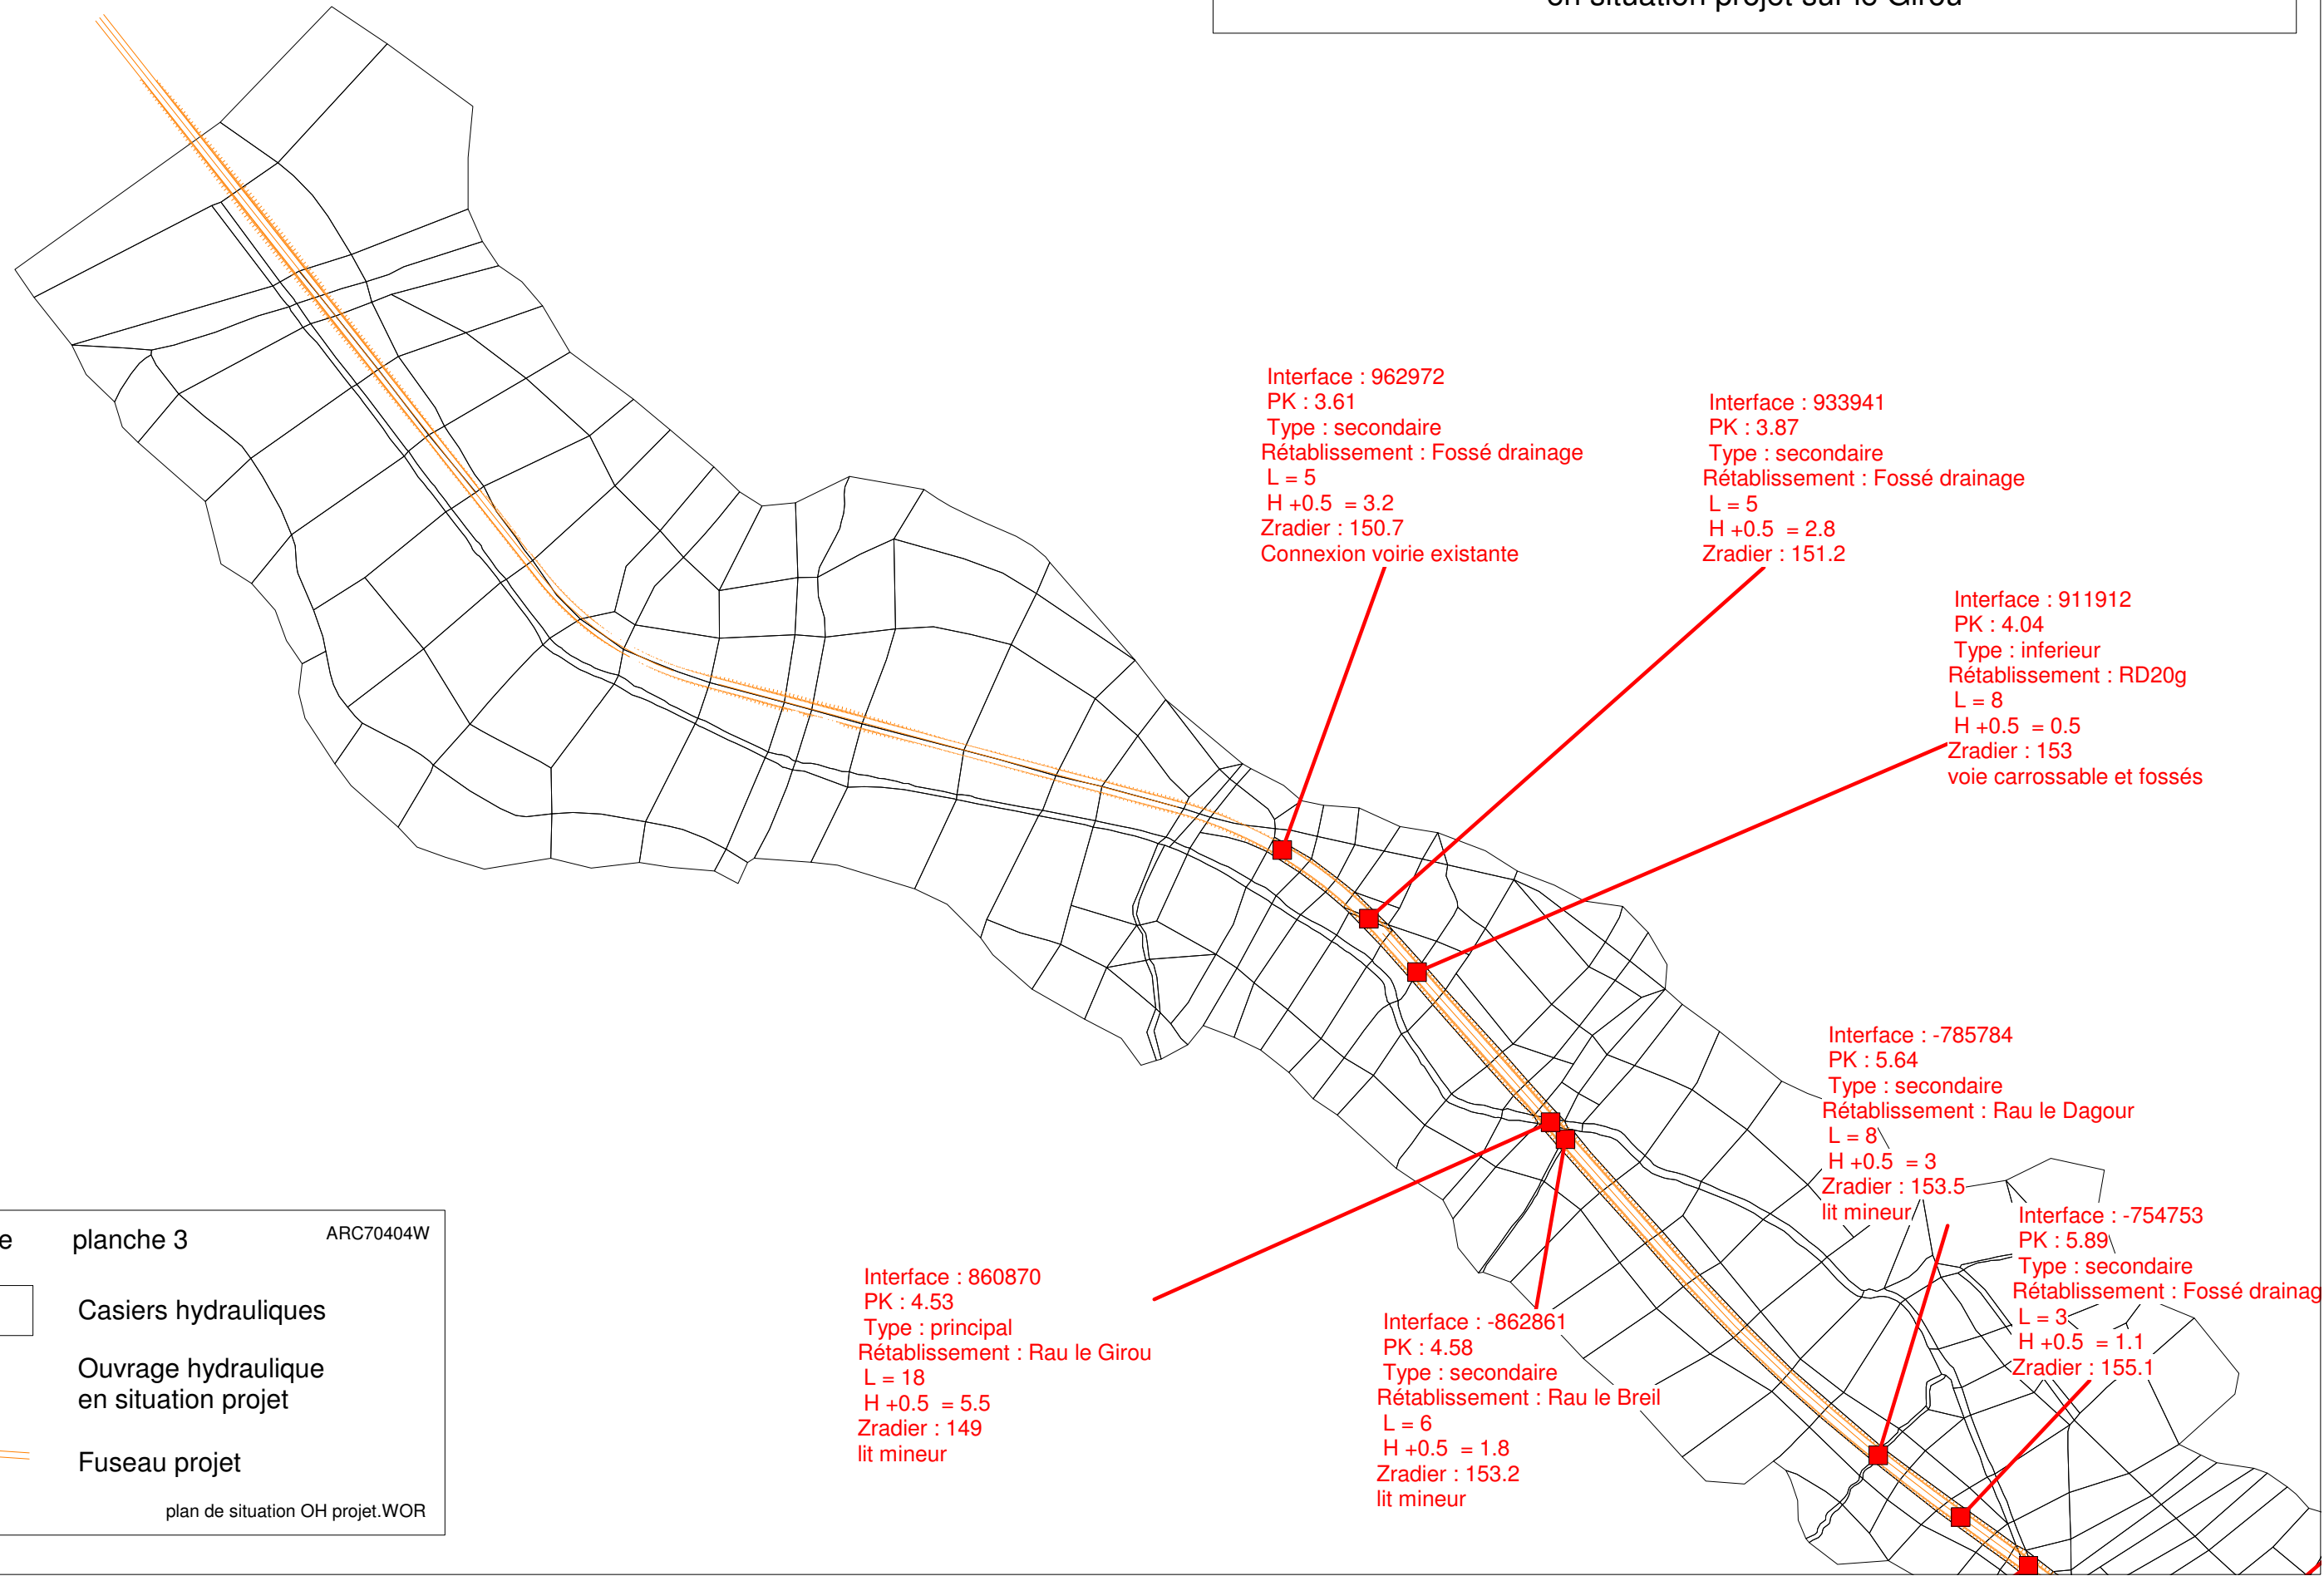 en situation projet sur le Girou
Interface : 962972
PK : 3.61
Type : secondaire
Rétablissement : Fossé drainage
L = 5
H +0.5 = 3.2
Zradier : 150.7
Connexion voirie existante
Interface : 933941
PK : 3.87
Type : secondaire
Rétablissement : Fossé drainage
L = 5
H +0.5 = 2.8
Zradier : 151.2
Interface : 911912
PK : 4.04
Type : inferieur
Rétablissement : RD20g
L = 8
H +0.5 = 0.5
Zradier : 153
voie carrossable et fossés
Interface : -785784
PK : 5.64
Type : secondaire
Rétablissement : Rau le Dagour
L = 8
H +0.5 = 3
Zradier : 153.5
lit mineur
Interface : -754753
PK : 5.89
Type : secondaire
Rétablissement : Fossé drainag
L = 3
H +0.5 = 1.1
Zradier : 155.1
Interface : 860870
PK : 4.53
Type : principal
Rétablissement : Rau le Girou
L = 18
H +0.5 = 5.5
Zradier : 149
lit mineur
Interface : -862861
PK : 4.58
Type : secondaire
Rétablissement : Rau le Breil
L = 6
H +0.5 = 1.8
Zradier : 153.2
lit mineur
e planche 3 ARC70404W
Casiers hydrauliques
Ouvrage hydraulique
en situation projet
Fuseau projet
plan de situation OH projet.WOR